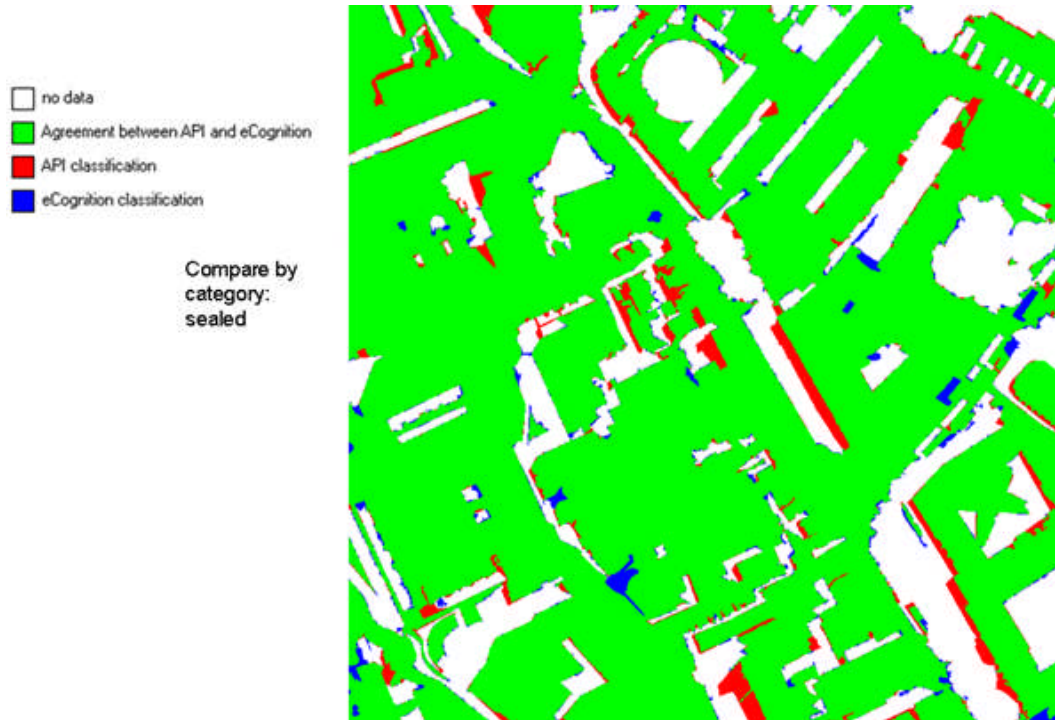 no data
Agreement between API and eCognition
API classification
eCognition classification
Compare by
category:
sealed